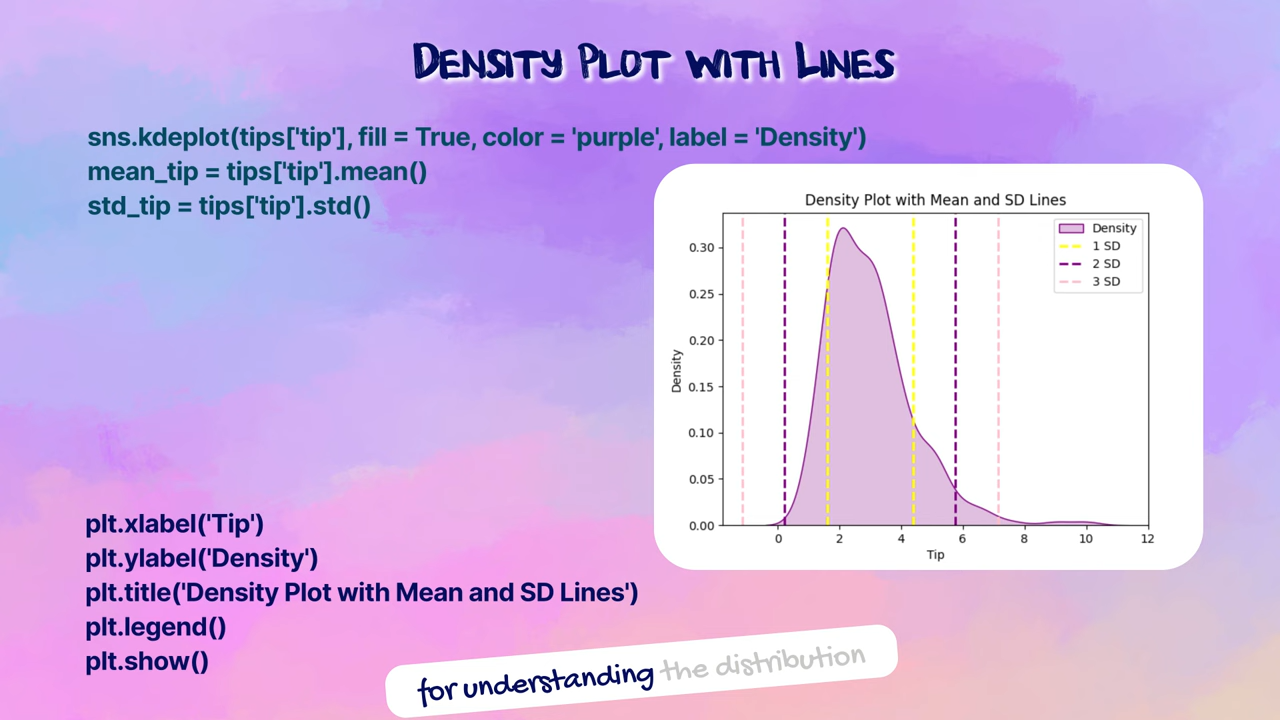 DENSITY PLOT WITH LINES
sns.kdeplot(tips['tip'], fill = True, color = 'purple', label = 'Density')
mean_tip = tips['tip'].mean()
std_tip = tips['tip'].std()
Density Plot with Mean and SD Lines
Density
1 SD
2 SD
3 SD
0.30
0.25
0.20
0.15
0.10
0.05
0.00
Density
0 2 4 6 8 10 12
Tip
plt.xlabel('Tip')
plt.ylabel('Density')
plt.title('Density Plot with Mean and SD Lines')
plt.legend()
plt.show()
for understanding the distribution